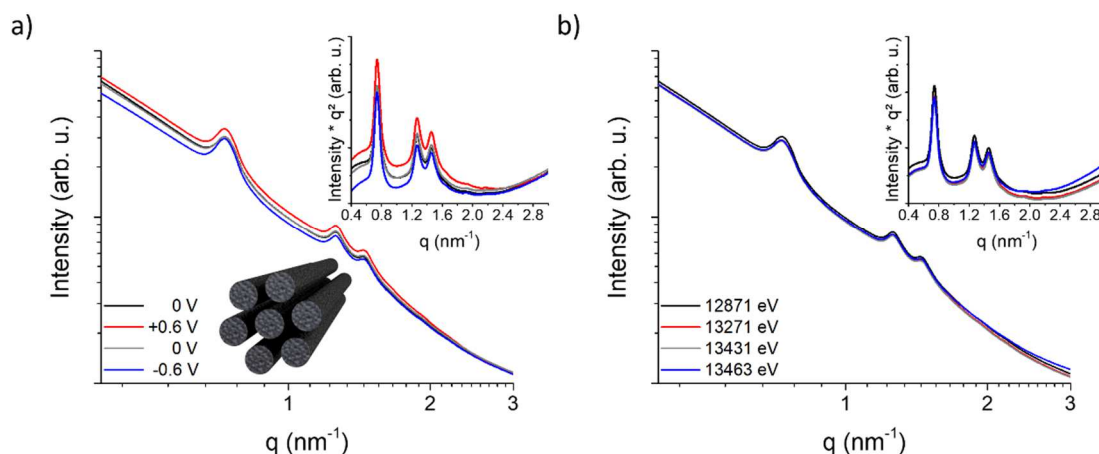 a)
Intensity (arb. u.)
Intensity * q² (arb. u.)
0.4 0.8 1.2 1.6 2.0 2.4 2.8
q (nm⁻¹)
0 V
+0.6 V
0 V
-0.6 V
1 2 3
q (nm⁻¹)
b)
Intensity (arb. u.)
Intensity * q² (arb. u.)
0.4 0.8 1.2 1.6 2.0 2.4 2.8
q (nm⁻¹)
12871 eV
13271 eV
13431 eV
13463 eV
1 2 3
q (nm⁻¹)